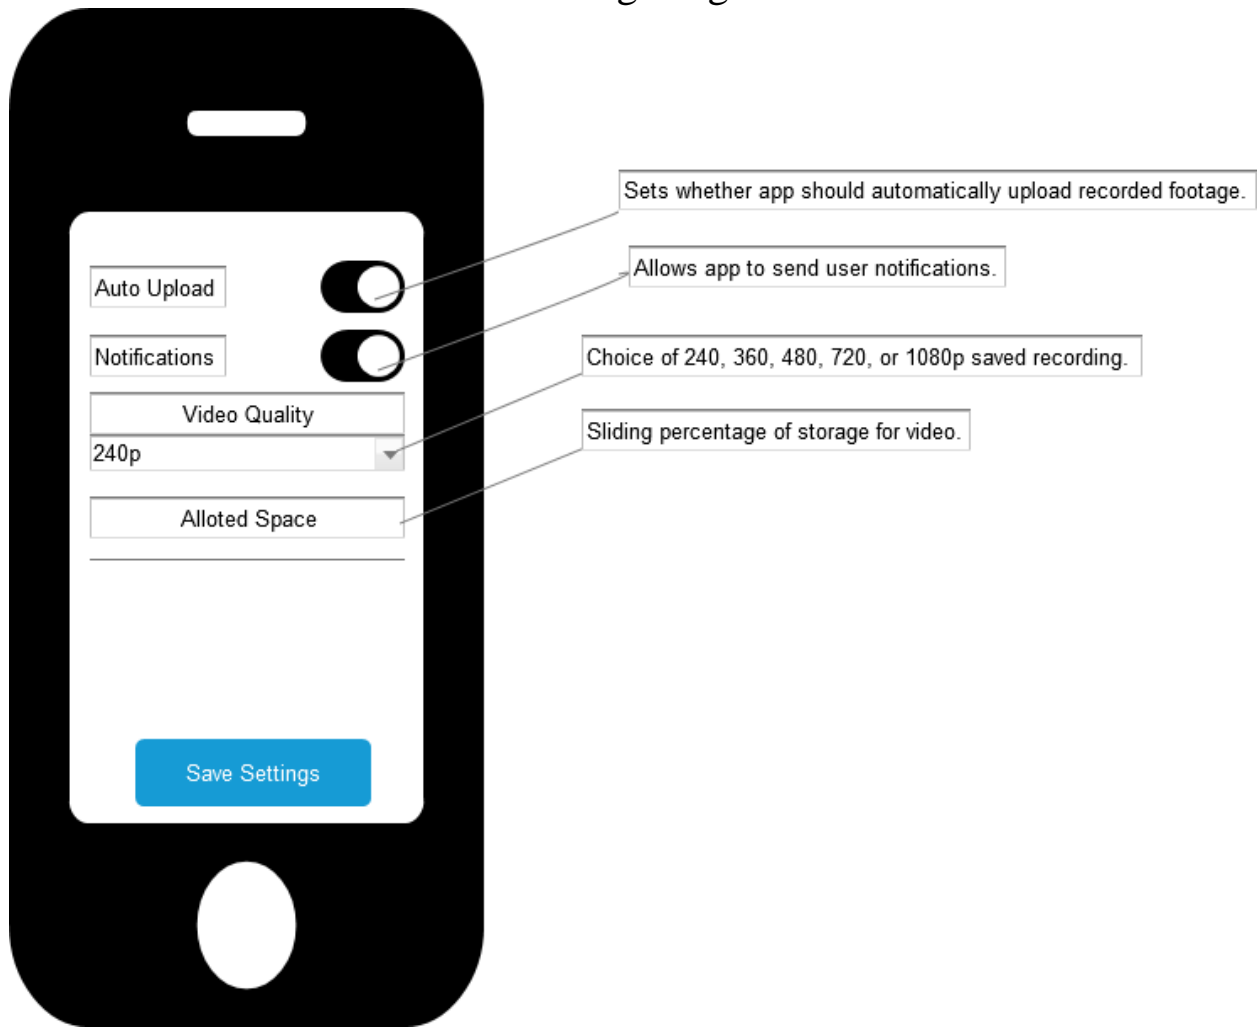 Sets whether app should automatically upload recorded footage.
Auto Upload
Allows app to send user notifications.
Notifications
Choice of 240, 360, 480, 720, or 1080p saved recording.
Video Quality
240p
Sliding percentage of storage for video.
Alloted Space
Save Settings